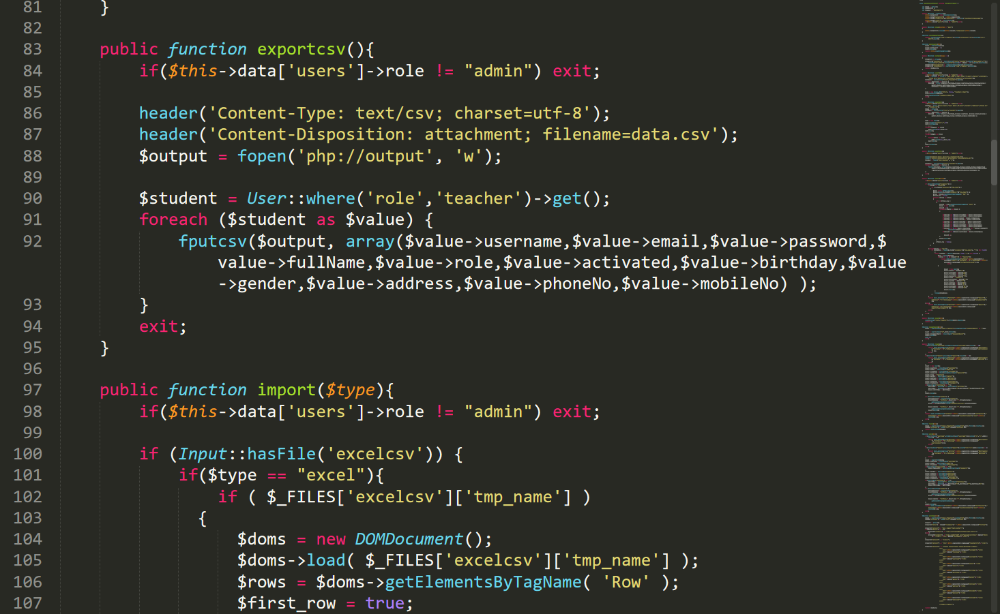 81 }
82
83 public function exportcsv(){
84 if($this->data['users']->role != "admin") exit;
85
86 header('Content-Type: text/csv; charset=utf-8');
87 header('Content-Disposition: attachment; filename=data.csv');
88 $output = fopen('php://output', 'w');
89
90 $student = User::where('role','teacher')->get();
91 foreach ($student as $value) {
92 fputcsv($output, array($value->username,$value->email,$value->password,$
value->fullName,$value->role,$value->activated,$value->birthday,$value
->gender,$value->address,$value->phoneNo,$value->mobileNo) );
93 }
94 exit;
95 }
96
97 public function import($type){
98 if($this->data['users']->role != "admin") exit;
99
100 if (Input::hasFile('excelcsv')) {
101 if($type == "excel"){
102 if ( $_FILES['excelcsv']['tmp_name'] )
103 {
104 $doms = new DOMDocument();
105 $doms->load( $_FILES['excelcsv']['tmp_name'] );
106 $rows = $doms->getElementsByTagName( 'Row' );
107 $first_row = true;